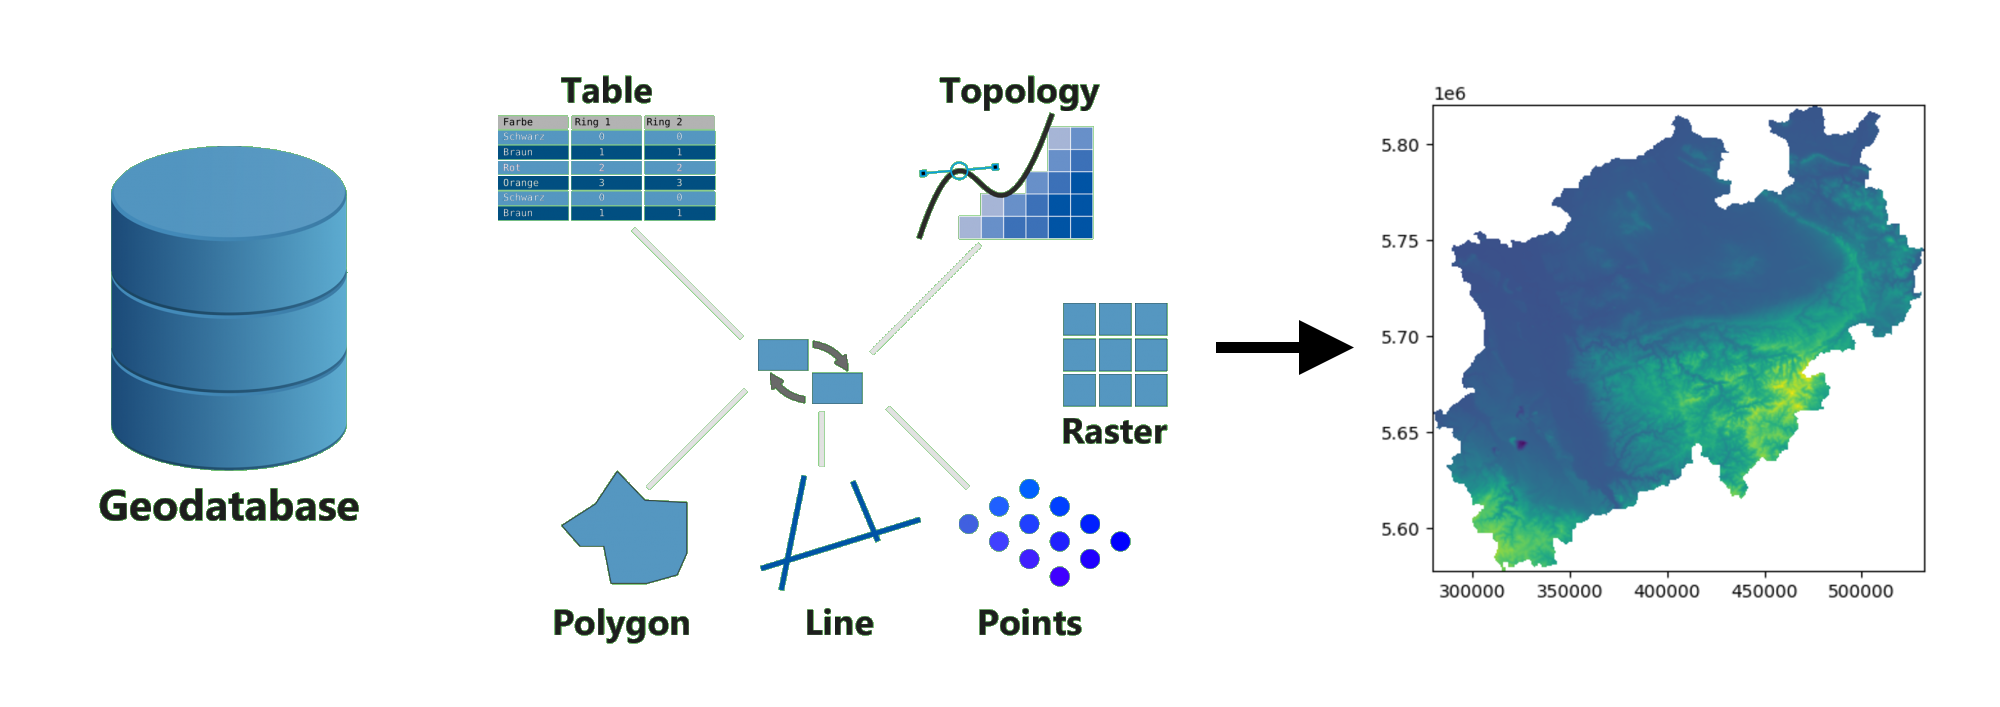 Geodatabase
Table
Farbe Ring 1 Ring 2
Schwarz 0 0
Braun 1 1
Rot 2 2
Orange 3 3
Schwarz 0 0
Braun 1 1
Topology
Raster
Polygon
Line
Points
1e6
5.80
5.75
5.70
5.65
5.60
300000 350000 400000 450000 500000